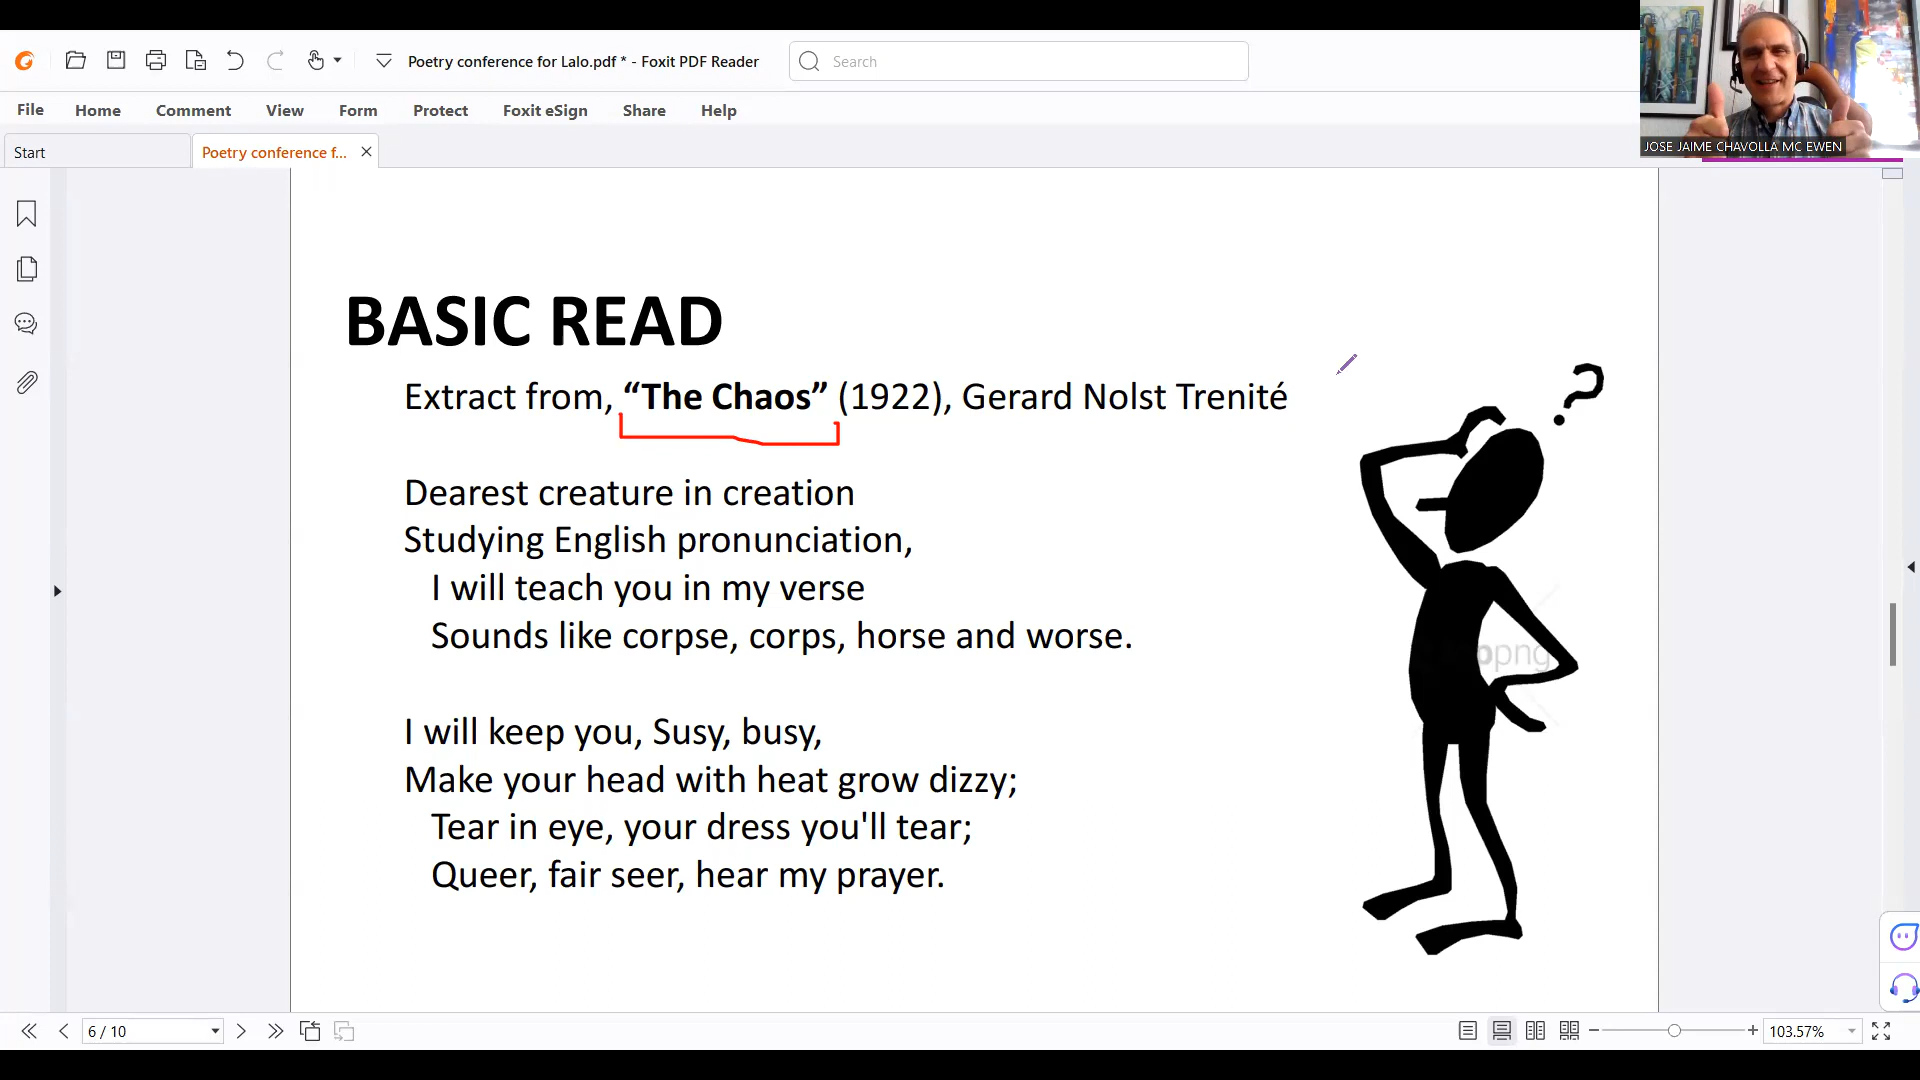 Poetry conference for Lalo.pdf * - Foxit PDF Reader
Search
File Home Comment View Form Protect Foxit eSign Share Help
JOSE JAIME CHAVOLLA MC EWEN
Start
Poetry conference f...
BASIC READ
Extract from, “The Chaos” (1922), Gerard Nolst Trenité
Dearest creature in creation
Studying English pronunciation,
I will teach you in my verse
Sounds like corpse, corps, horse and worse.
I will keep you, Susy, busy,
Make your head with heat grow dizzy;
Tear in eye, your dress you'll tear;
Queer, fair seer, hear my prayer.
?
6 / 10
103.57%